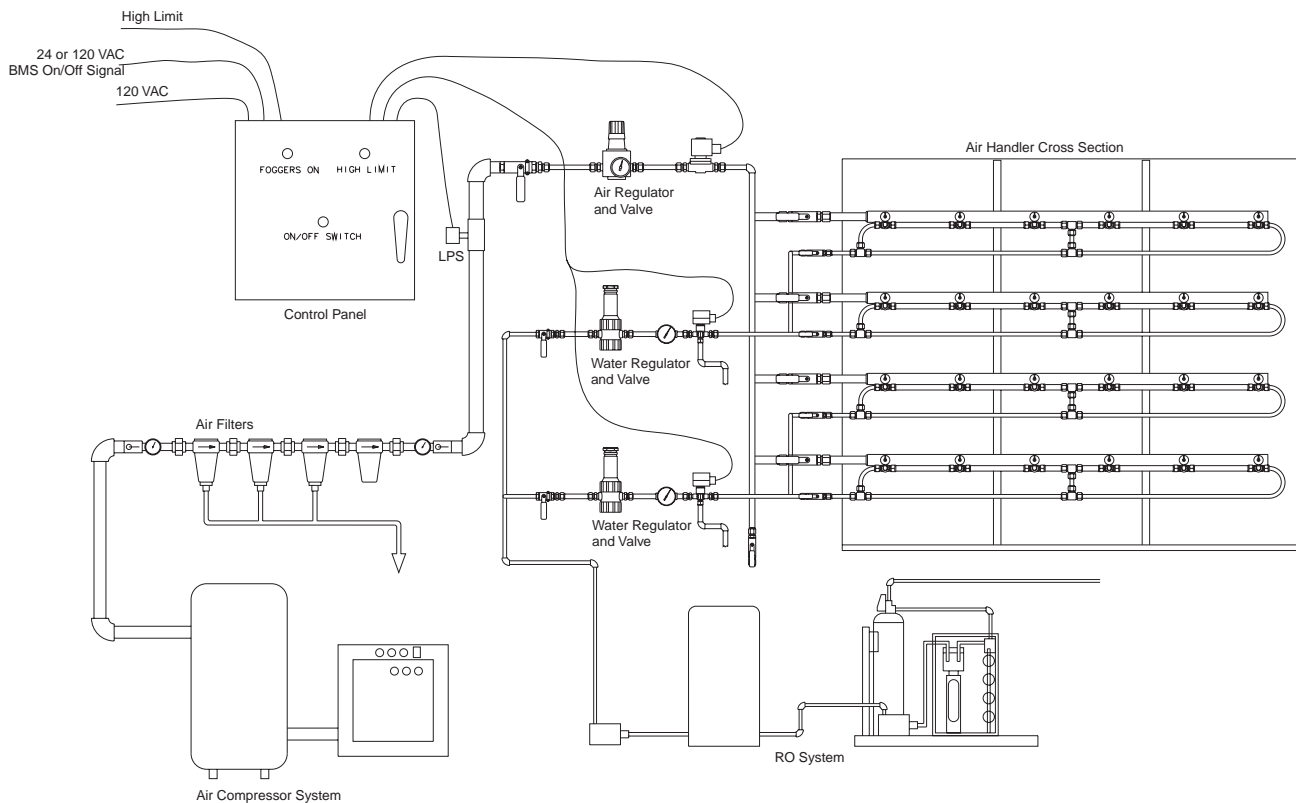 High Limit
24 or 120 VAC
BMS On/Off Signal
120 VAC
FOGGERS ON
HIGH LIMIT
ON/OFF SWITCH
Control Panel
LPS
Air Regulator
and Valve
Air Handler Cross Section
Water Regulator
and Valve
Air Filters
Water Regulator
and Valve
RO System
Air Compressor System